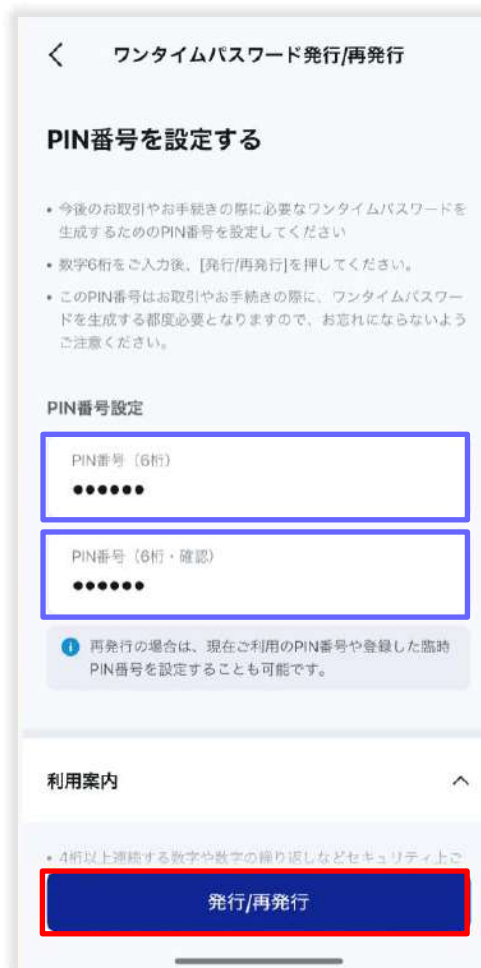 ワンタイムパスワード発行/再発行
PIN番号を設定する
• 今後のお取引やお手続きの際に必要なワンタイムパスワードを
生成するためのPIN番号を設定してください
• 数字6桁をご入力後、[発行/再発行]を押してください。
• このPIN番号はお取引やお手続きの際に、ワンタイムパスワー
ドを生成する都度必要となりますので、お忘れにならないよう
ご注意ください。
PIN番号設定
PIN番号（6桁）
●●●●●●
PIN番号（6桁・確認）
●●●●●●
再発行の場合は、現在ご利用のPIN番号や登録した臨時
PIN番号を設定することも可能です。
利用案内
• 4桁以上連続する数字や数字の繰り返しなどセキュリティ上ご
発行/再発行